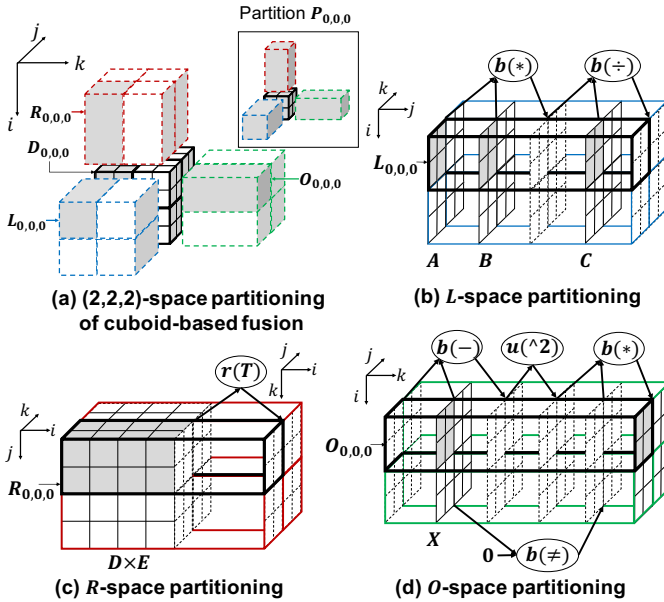 j
k
i
R0,0,0
D0,0,0
L0,0,0
O0,0,0
Partition P0,0,0
(a) (2,2,2)-space partitioning
of cuboid-based fusion
b(*)
b(÷)
k
j
i
L0,0,0
A
B
C
(b) L-space partitioning
r(T)
j
i
k
k
i
j
R0,0,0
D×E
(c) R-space partitioning
b(−)
u(^2)
b(*)
j
k
i
O0,0,0
X
0
b(≠)
(d) O-space partitioning